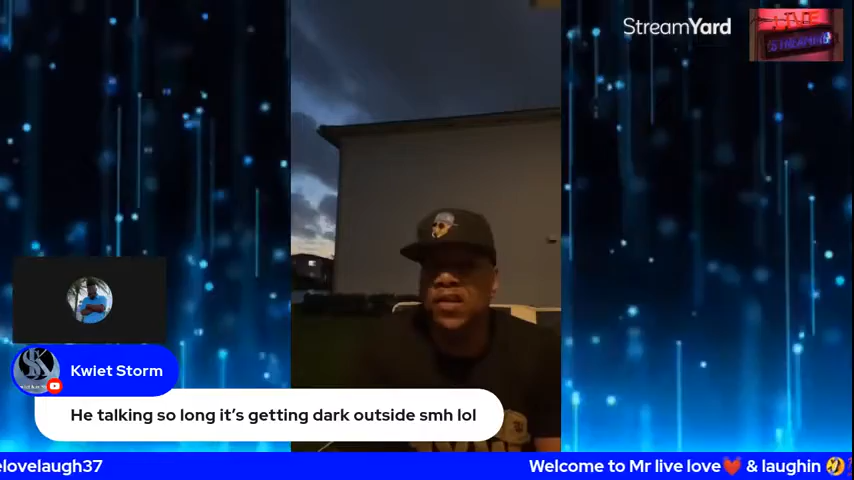 StreamYard
LIVE
STREAMING
Kwiet Storm
He talking so long it's getting dark outside smh lol
elovelaugh37
Welcome to Mr live love❤️ & laughin 🤣